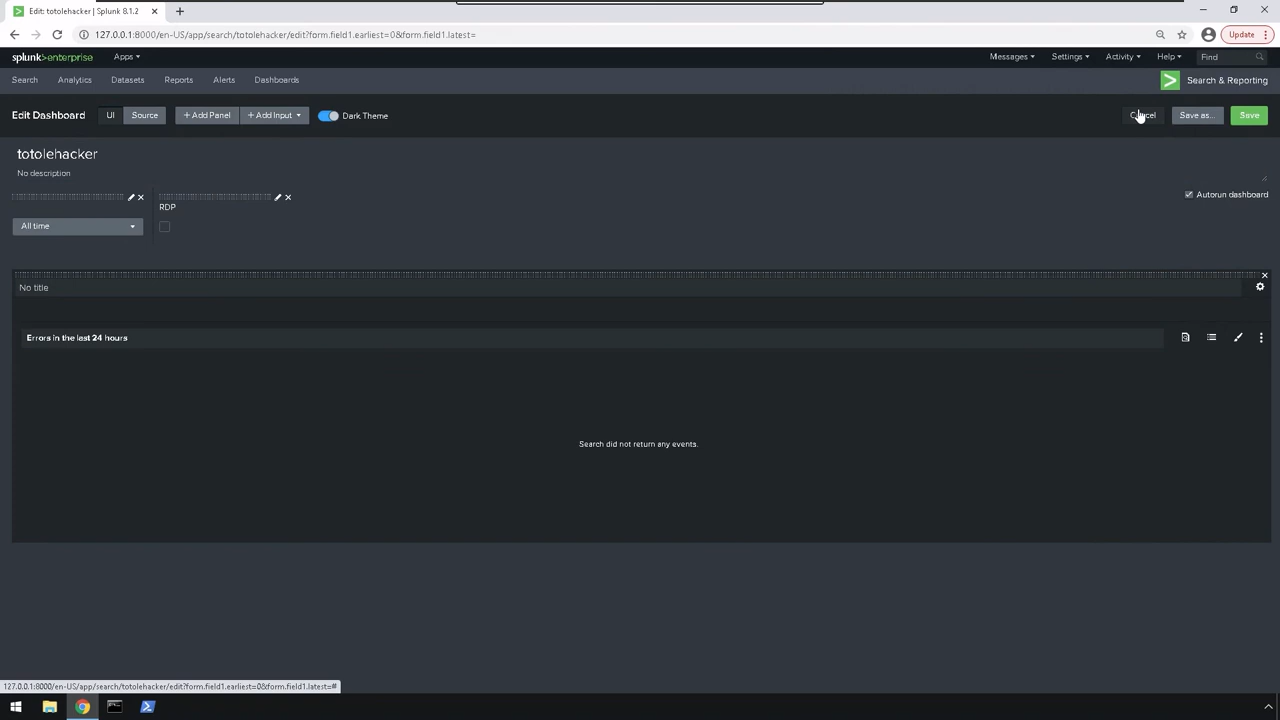 Edit: totolehacker | Splunk 8.1.2
127.0.0.1:8000/en-US/app/search/totolehacker/edit?form.field1.earliest=0&form.field1.latest=
Update
splunk>enterprise Apps
Messages Settings Activity Help Find
Search Analytics Datasets Reports Alerts Dashboards Search & Reporting
Edit Dashboard UI Source + Add Panel + Add Input Dark Theme Cancel Save as... Save
totolehacker
No description
Autorun dashboard
RDP
All time
No title
Errors in the last 24 hours
Search did not return any events.
127.0.0.1:8000/en-US/app/search/totolehacker/edit?form.field1.earliest=0&form.field1.latest=#